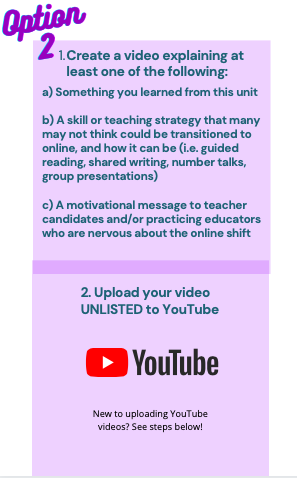 Option
2
1. Create a video explaining at
least one of the following:
a) Something you learned from this unit
b) A skill or teaching strategy that many
may not think could be transitioned to
online, and how it can be (i.e. guided
reading, shared writing, number talks,
group presentations)
c) A motivational message to teacher
candidates and/or practicing educators
who are nervous about the online shift
2. Upload your video
UNLISTED to YouTube
YouTube
New to uploading YouTube
videos? See steps below!